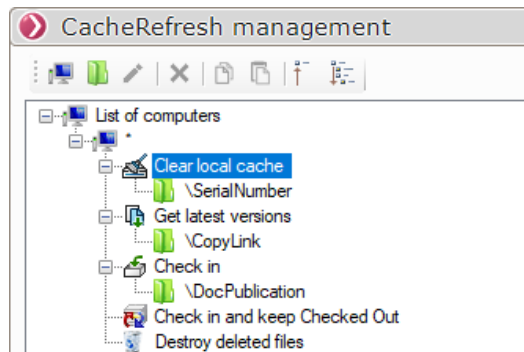 CacheRefresh management
List of computers
*
Clear local cache
\SerialNumber
Get latest versions
\CopyLink
Check in
\DocPublication
Check in and keep Checked Out
Destroy deleted files